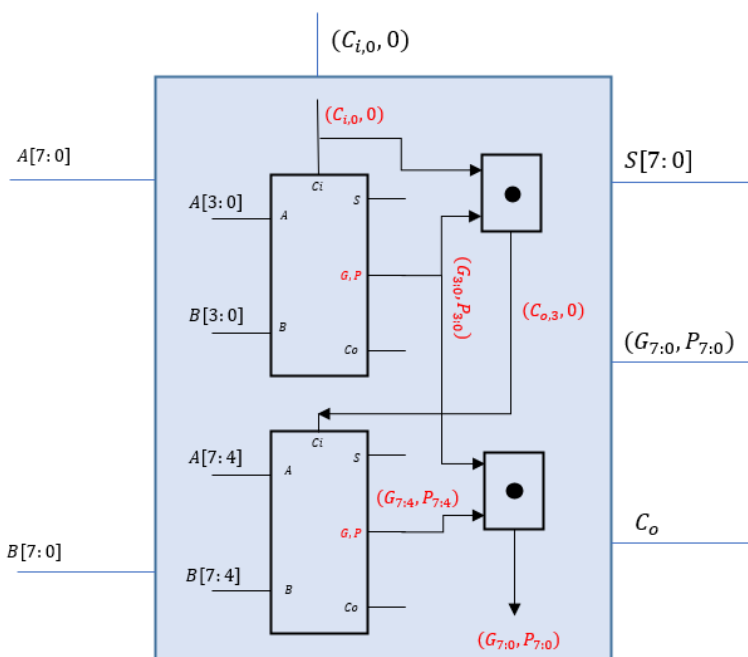 (C_{i,0}, 0)
A[7:0]
S[7:0]
(C_{i,0}, 0)
Ci
A[3:0]
A
S
G,P
(G_{3:0}, P_{3:0})
(C_{o,3}, 0)
B[3:0]
B
Co
(G_{7:0}, P_{7:0})
Ci
A[7:4]
A
S
(G_{7:4}, P_{7:4})
G,P
B[7:0]
B[7:4]
B
Co
C_o
(G_{7:0}, P_{7:0})